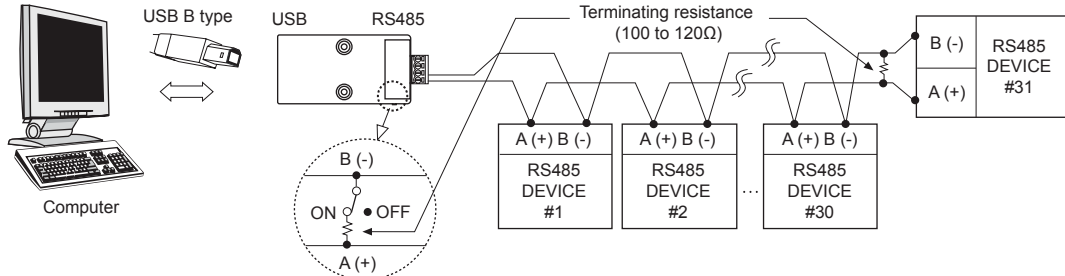 USB B type
USB
RS485
Terminating resistance
(100 to 120Ω)
B (-)
A (+)
RS485
DEVICE
#31
A (+) B (-)
RS485
DEVICE
#1
A (+) B (-)
RS485
DEVICE
#2
...
A (+) B (-)
RS485
DEVICE
#30
Computer
B (-)
ON
OFF
A (+)